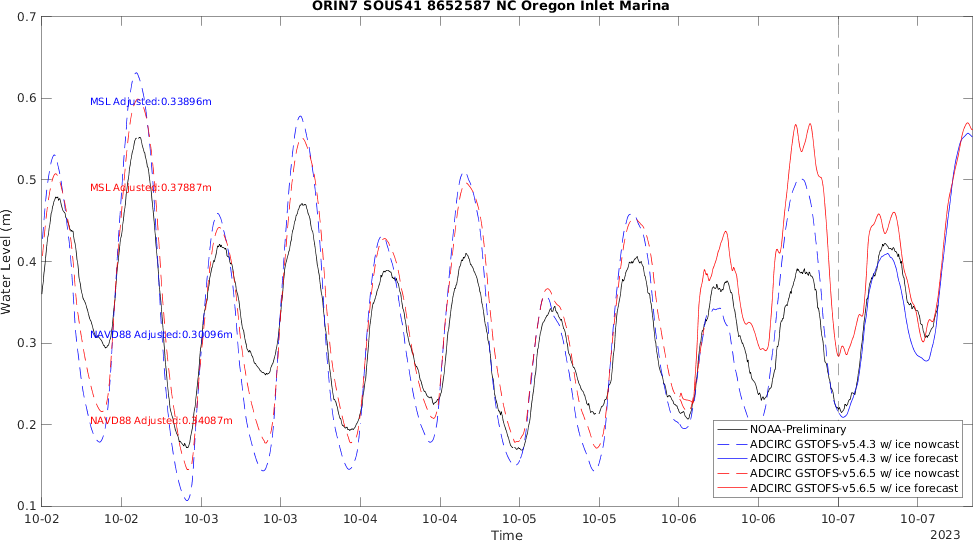 ORIN7 SOUS41 8652587 NC Oregon Inlet Marina
0.7
0.6
0.5
0.4
0.3
0.2
0.1
Water Level (m)
MSL Adjusted:0.33896m
MSL Adjusted:0.37887m
NAVD88 Adjusted:0.30096m
NAVD88 Adjusted:0.34087m
NOAA-Preliminary
ADCIRC GSTOFS-v5.4.3 w/ ice nowcast
ADCIRC GSTOFS-v5.4.3 w/ ice forecast
ADCIRC GSTOFS-v5.6.5 w/ ice nowcast
ADCIRC GSTOFS-v5.6.5 w/ ice forecast
10-02 10-02 10-03 10-03 10-04 10-04 10-05 10-05 10-06 10-06 10-07 10-07
Time
2023